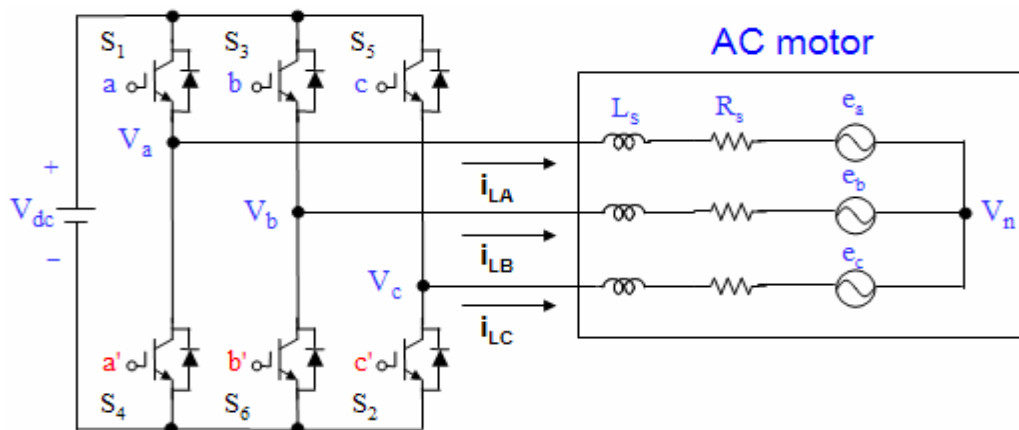 AC motor
S1
S3
S5
a
b
c
Ls
Rs
ea
Va
+
Vdc
−
iLA
eb
Vb
Vn
iLB
ec
Vc
iLC
a'
b'
c'
S4
S6
S2